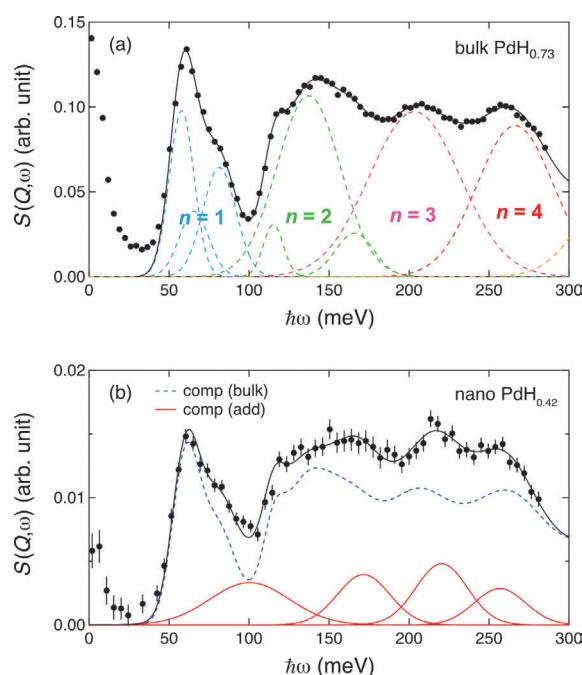 (a)
bulk PdH0.73
S(Q,ω) (arb. unit)
0.15
0.10
0.05
0.00
n = 1
n = 2
n = 3
n = 4
0 50 100 150 200 250 300
ħω (meV)
(b)
comp (bulk)
comp (add)
nano PdH0.42
S(Q,ω) (arb. unit)
0.02
0.01
0.00
0 50 100 150 200 250 300
ħω (meV)